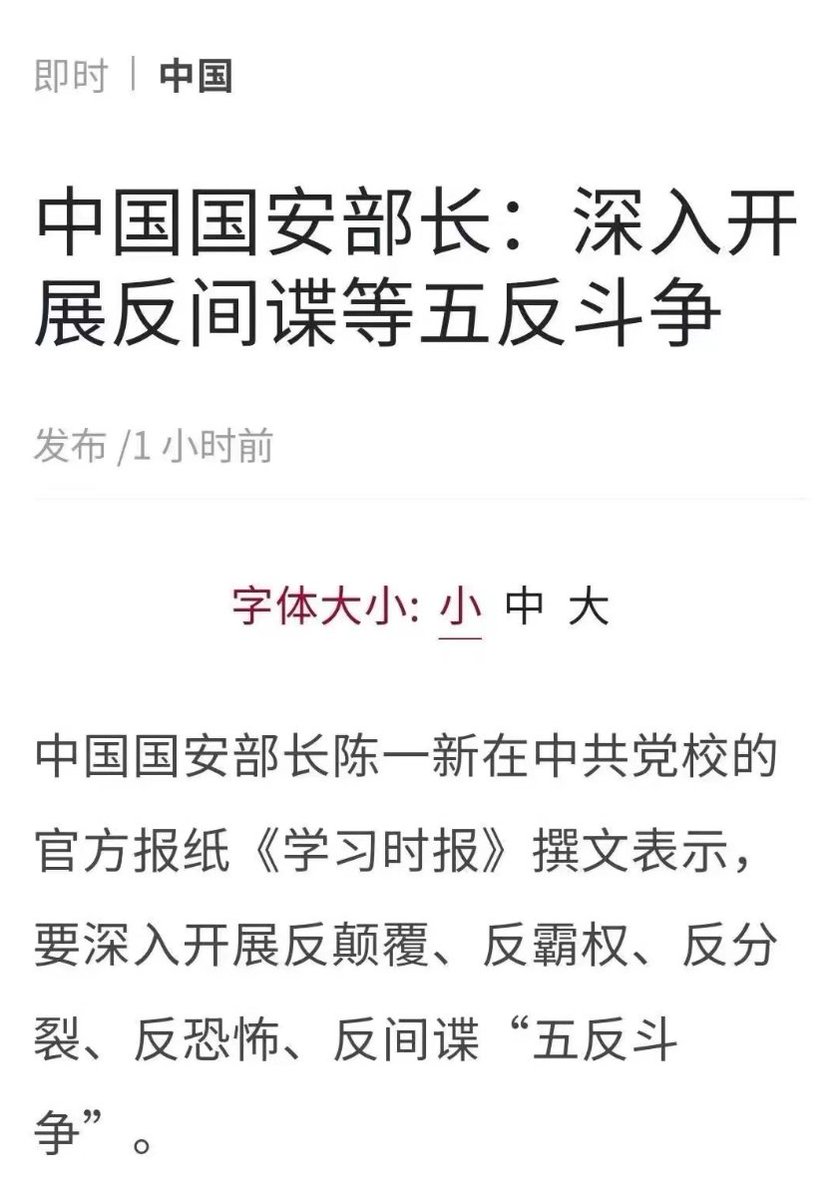 即时 | 中国
中国国安部长：深入开
展反间谍等五反斗争
发布 /1 小时前
字体大小: 小 中 大
中国国安部长陈一新在中共党校的
官方报纸《学习时报》撰文表示，
要深入开展反颠覆、反霸权、反分
裂、反恐怖、反间谍“五反斗
争”。